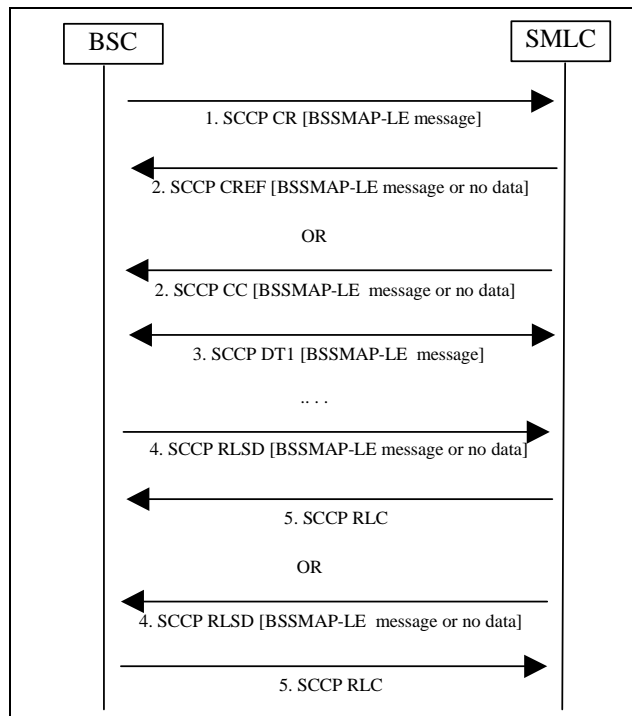 BSC
SMLC
1. SCCP CR [BSSMAP-LE message]
2. SCCP CREF [BSSMAP-LE message or no data]
OR
2. SCCP CC [BSSMAP-LE message or no data]
3. SCCP DT1 [BSSMAP-LE message]
.. . .
4. SCCP RLSD [BSSMAP-LE message or no data]
5. SCCP RLC
OR
4. SCCP RLSD [BSSMAP-LE message or no data]
5. SCCP RLC